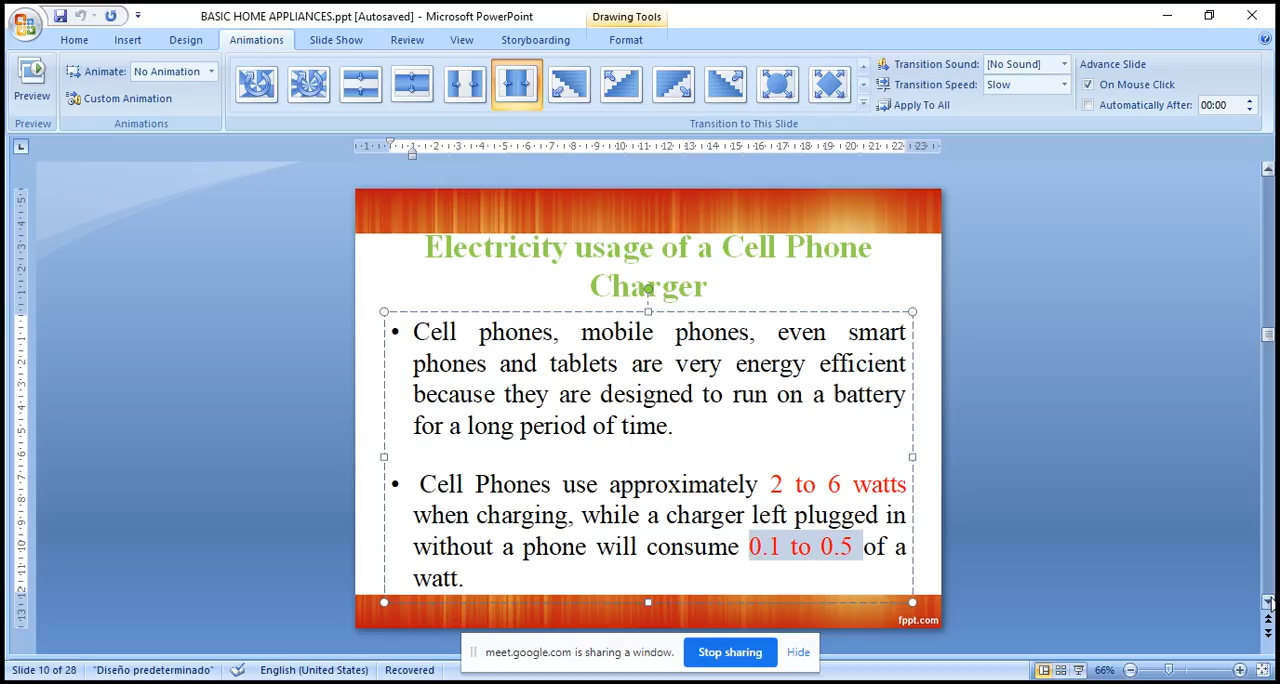 BASIC HOME APPLIANCES.ppt [Autosaved] - Microsoft PowerPoint
Drawing Tools
Home Insert Design Animations Slide Show Review View Storyboarding Format
Preview
Animate: No Animation
Custom Animation
Transition Sound: [No Sound]
Transition Speed: Slow
Apply To All
Advance Slide
On Mouse Click
Automatically After: 00:00
Preview Animations Transition to This Slide
Electricity usage of a Cell Phone
Charger
• Cell phones, mobile phones, even smart
phones and tablets are very energy efficient
because they are designed to run on a battery
for a long period of time.
• Cell Phones use approximately 2 to 6 watts
when charging, while a charger left plugged in
without a phone will consume 0.1 to 0.5 of a
watt.
fppt.com
meet.google.com is sharing a window. Stop sharing Hide
Slide 10 of 28 "Diseño predeterminado" English (United States) Recovered 66%